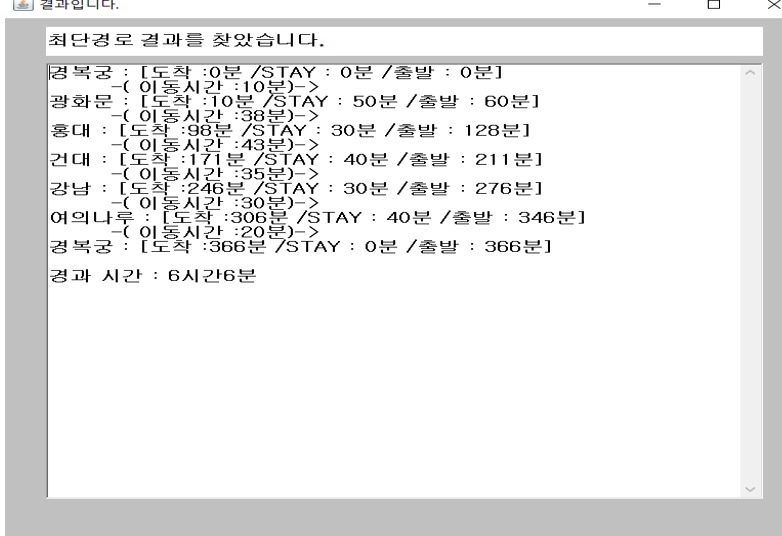 결과입니다.
최단경로 결과를 찾았습니다.
경복궁 : [도착 :0분 /STAY : 0분 /출발 : 0분]
-( 이동시간 :10분)->
광화문 : [도착 :10분 /STAY : 50분 /출발 : 60분]
-( 이동시간 :38분)->
홍대 : [도착 :98분 /STAY : 30분 /출발 : 128분]
-( 이동시간 :43분)->
건대 : [도착 :171분 /STAY : 40분 /출발 : 211분]
-( 이동시간 :35분)->
강남 : [도착 :246분 /STAY : 30분 /출발 : 276분]
-( 이동시간 :30분)->
여의나루 : [도착 :306분 /STAY : 40분 /출발 : 346분]
-( 이동시간 :20분)->
경복궁 : [도착 :366분 /STAY : 0분 /출발 : 366분]
경과 시간 : 6시간6분